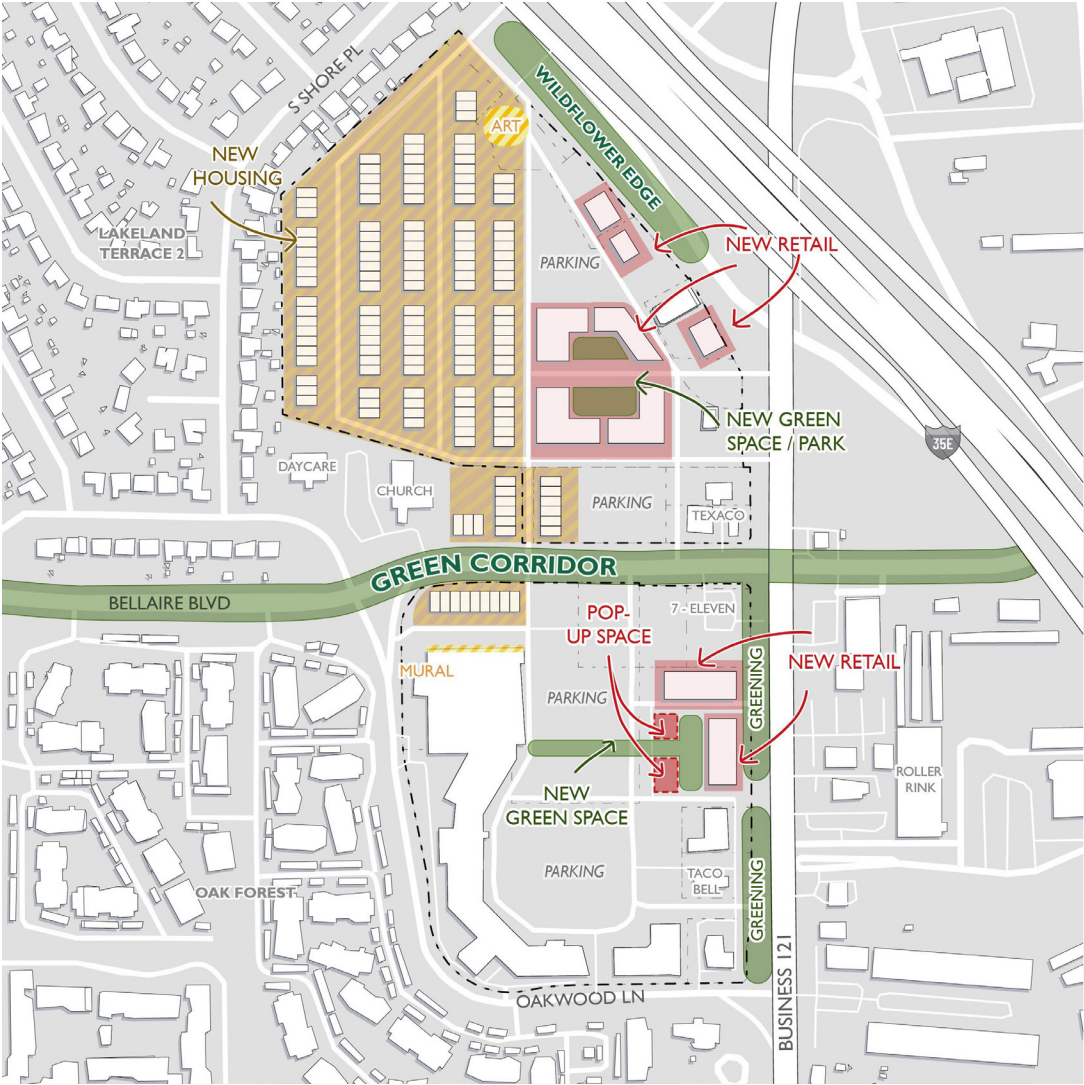 S SHORE PL
WILDFLOWER EDGE
ART
NEW
HOUSING
LAKELAND
TERRACE 2
NEW RETAIL
PARKING
NEW GREEN
SPACE / PARK
35E
DAYCARE
CHURCH
PARKING
TEXACO
GREEN CORRIDOR
BELLAIRE BLVD
POP-
UP SPACE
7 - ELEVEN
MURAL
NEW RETAIL
GREENING
PARKING
ROLLER
RINK
NEW
GREEN SPACE
PARKING
TACO
BELL
OAK FOREST
GREENING
BUSINESS 121
OAKWOOD LN